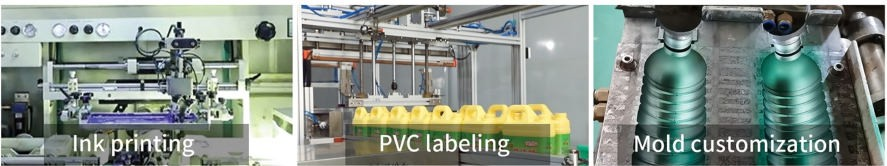 Ink printing
PVC labeling
Mold customization